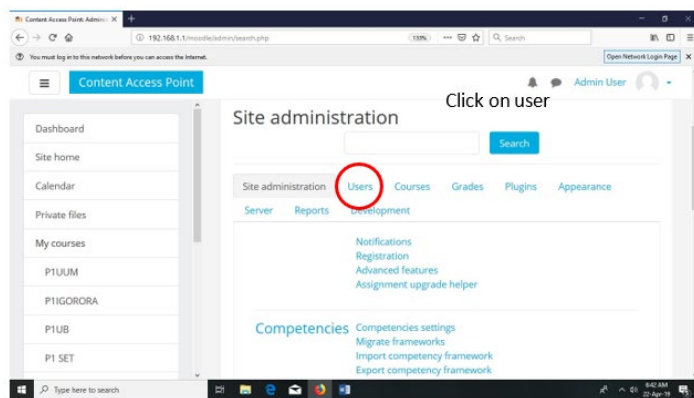 Content Access Point: Admini
192.168.1.1/moodle/admin/search.php
133%
Search
You must log in to this network before you can access the Internet.
Open Network Login Page
Content Access Point
Admin User
Click on user
Dashboard
Site home
Calendar
Private files
My courses
P1UUM
P1IGORORA
P1UB
P1 SET
Site administration
Search
Site administration Users Courses Grades Plugins Appearance
Server Reports Development
Notifications
Registration
Advanced features
Assignment upgrade helper
Competencies
Competencies settings
Migrate frameworks
Import competency framework
Export competency framework
Type here to search
8:42 AM
22-Apr-19